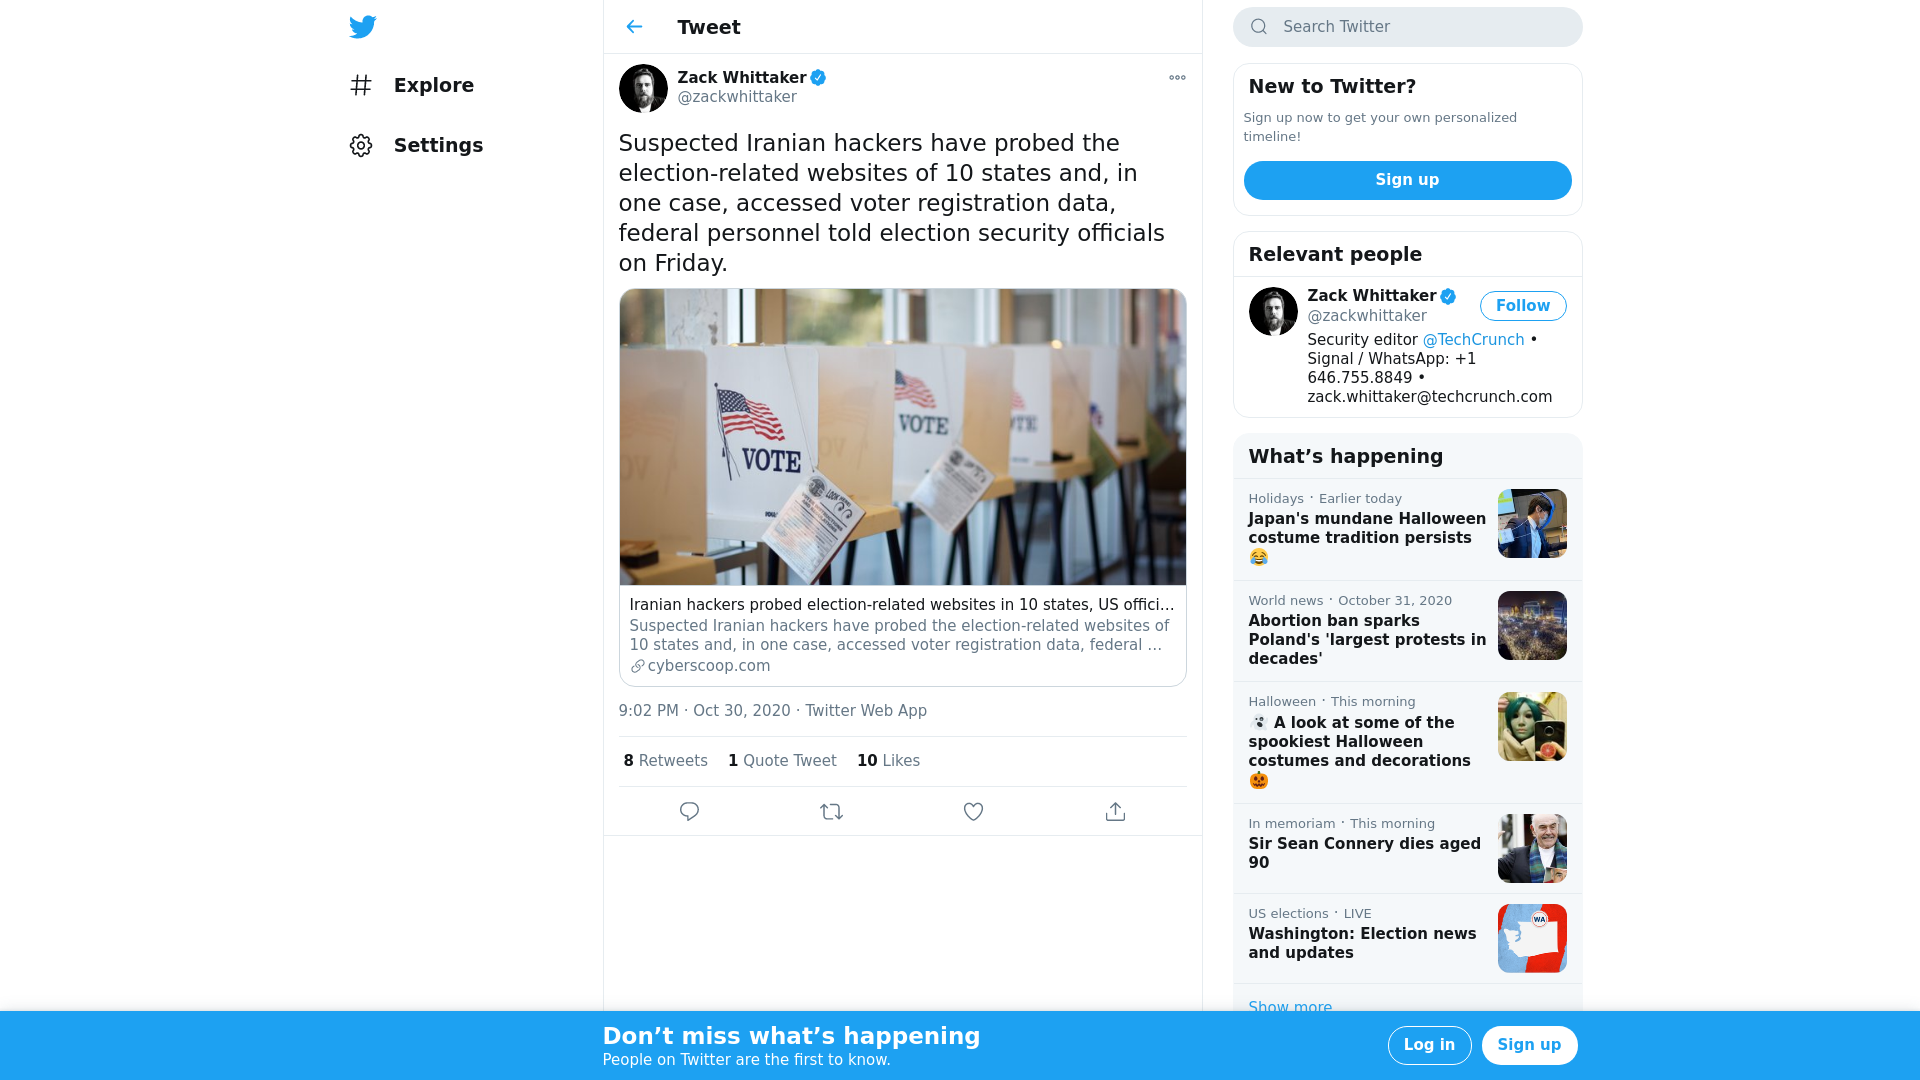 Explore
Settings
Tweet
Zack Whittaker
@zackwhittaker
Suspected Iranian hackers have probed the
election-related websites of 10 states and, in
one case, accessed voter registration data,
federal personnel told election security officials
on Friday.
VOTE
VOTE
Iranian hackers probed election-related websites in 10 states, US offici…
Suspected Iranian hackers have probed the election-related websites of
10 states and, in one case, accessed voter registration data, federal …
cyberscoop.com
9:02 PM · Oct 30, 2020 · Twitter Web App
8 Retweets 1 Quote Tweet 10 Likes
Search Twitter
New to Twitter?
Sign up now to get your own personalized
timeline!
Sign up
Relevant people
Zack Whittaker
@zackwhittaker
Follow
Security editor @TechCrunch •
Signal / WhatsApp: +1
646.755.8849 •
zack.whittaker@techcrunch.com
What’s happening
Holidays · Earlier today
Japan's mundane Halloween
costume tradition persists
😂
World news · October 31, 2020
Abortion ban sparks
Poland's 'largest protests in
decades'
Halloween · This morning
👻 A look at some of the
spookiest Halloween
costumes and decorations
🎃
In memoriam · This morning
Sir Sean Connery dies aged
90
US elections · LIVE
Washington: Election news
and updates
WA
Show more
Don’t miss what’s happening
People on Twitter are the first to know.
Log in
Sign up